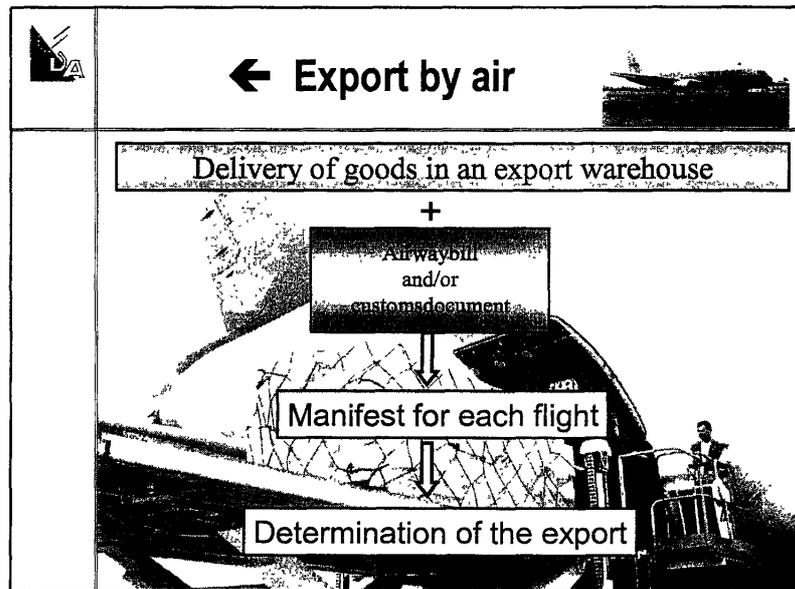 DA
← Export by air
Delivery of goods in an export warehouse
+
Airwaybill
and/or
customsdocument
Manifest for each flight
Determination of the export